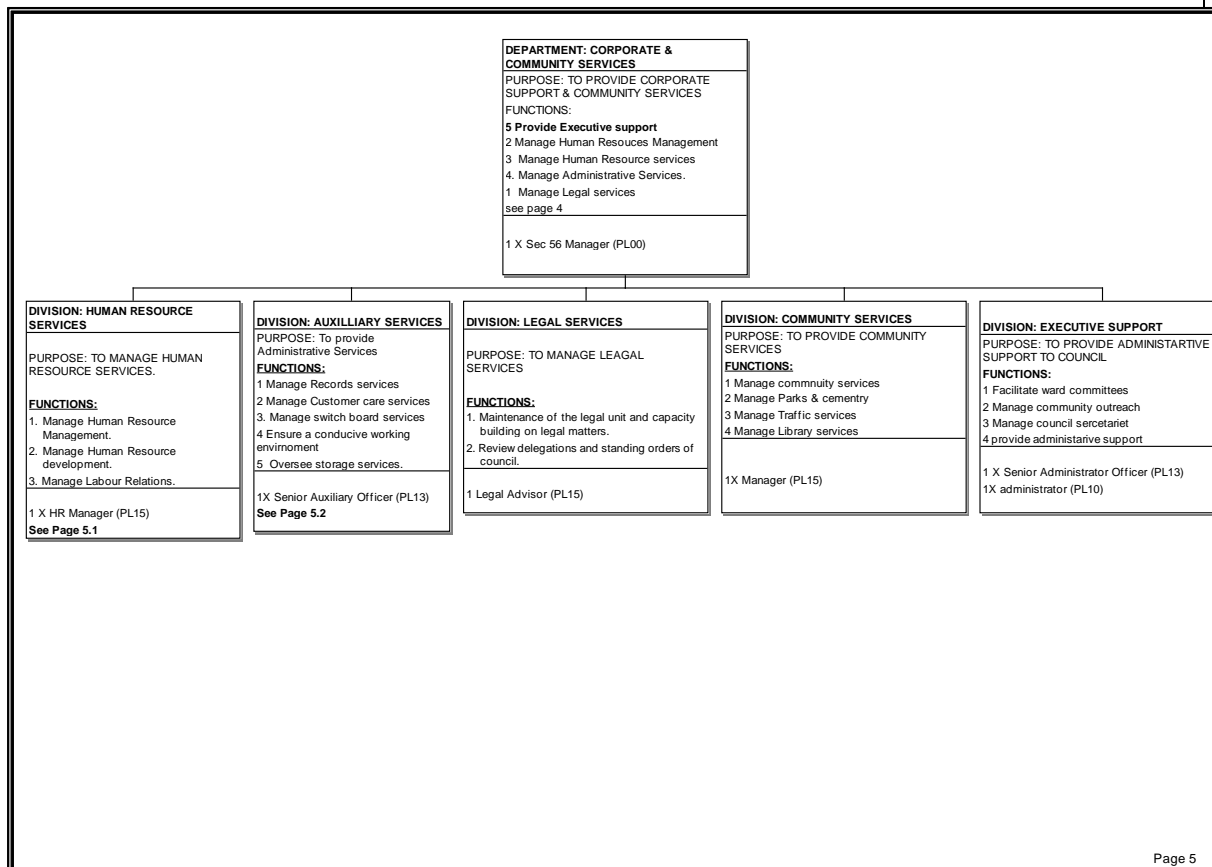 DEPARTMENT: CORPORATE &
COMMUNITY SERVICES
PURPOSE: TO PROVIDE CORPORATE
SUPPORT & COMMUNITY SERVICES
FUNCTIONS:
5 Provide Executive support
2 Manage Human Resouces Management
3 Manage Human Resource services
4. Manage Administrative Services.
1 Manage Legal services
see page 4
1 X Sec 56 Manager (PL00)
DIVISION: HUMAN RESOURCE
SERVICES
PURPOSE: TO MANAGE HUMAN
RESOURCE SERVICES.
FUNCTIONS:
1. Manage Human Resource
Management.
2. Manage Human Resource
development.
3. Manage Labour Relations.
1 X HR Manager (PL15)
See Page 5.1
DIVISION: AUXILLIARY SERVICES
PURPOSE: To provide
Administrative Services
FUNCTIONS:
1 Manage Records services
2 Manage Customer care services
3. Manage switch board services
4 Ensure a conducive working
envirnoment
5 Oversee storage services.
1X Senior Auxiliary Officer (PL13)
See Page 5.2
DIVISION: LEGAL SERVICES
PURPOSE: TO MANAGE LEAGAL
SERVICES
FUNCTIONS:
1. Maintenance of the legal unit and capacity
building on legal matters.
2. Review delegations and standing orders of
council.
1 Legal Advisor (PL15)
DIVISION: COMMUNITY SERVICES
PURPOSE: TO PROVIDE COMMUNITY
SERVICES
FUNCTIONS:
1 Manage commnuity services
2 Manage Parks & cementry
3 Manage Traffic services
4 Manage Library services
1X Manager (PL15)
DIVISION: EXECUTIVE SUPPORT
PURPOSE: TO PROVIDE ADMINISTARTIVE
SUPPORT TO COUNCIL
FUNCTIONS:
1 Facilitate ward committees
2 Manage community outreach
3 Manage council sercetariet
4 provide administarive support
1 X Senior Administrator Officer (PL13)
1X administrator (PL10)
Page 5